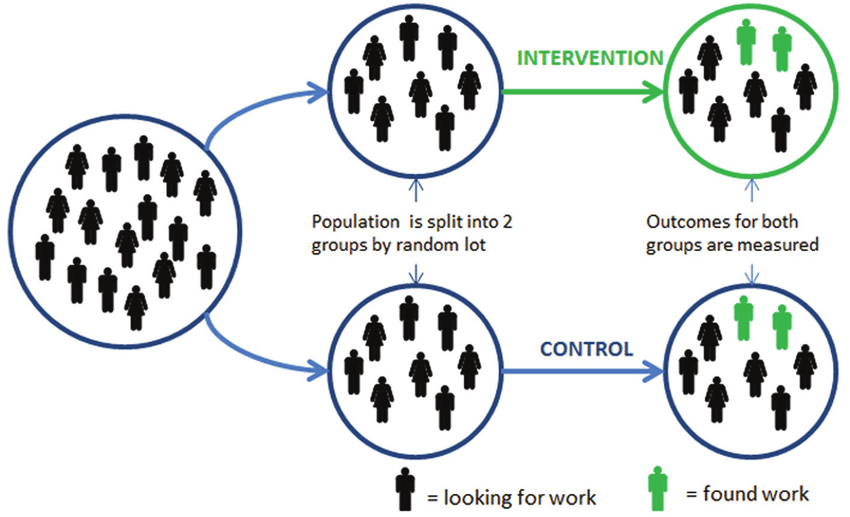 INTERVENTION
Population is split into 2
groups by random lot
Outcomes for both
groups are measured
CONTROL
= looking for work
= found work